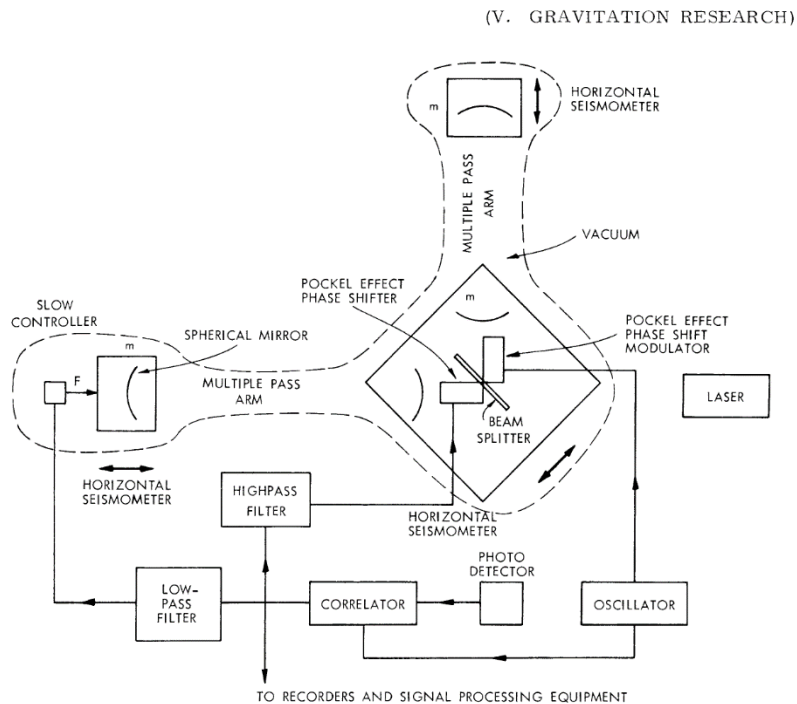 (V. GRAVITATION RESEARCH)
m
HORIZONTAL
SEISMOMETER
MULTIPLE PASS
ARM
VACUUM
POCKEL EFFECT
PHASE SHIFTER
m
SLOW
CONTROLLER
POCKEL EFFECT
PHASE SHIFT
MODULATOR
m
SPHERICAL MIRROR
F
MULTIPLE PASS
ARM
LASER
BEAM
SPLITTER
HORIZONTAL
SEISMOMETER
HIGHPASS
FILTER
HORIZONTAL
SEISMOMETER
PHOTO
DETECTOR
LOW-
PASS
FILTER
CORRELATOR
OSCILLATOR
TO RECORDERS AND SIGNAL PROCESSING EQUIPMENT